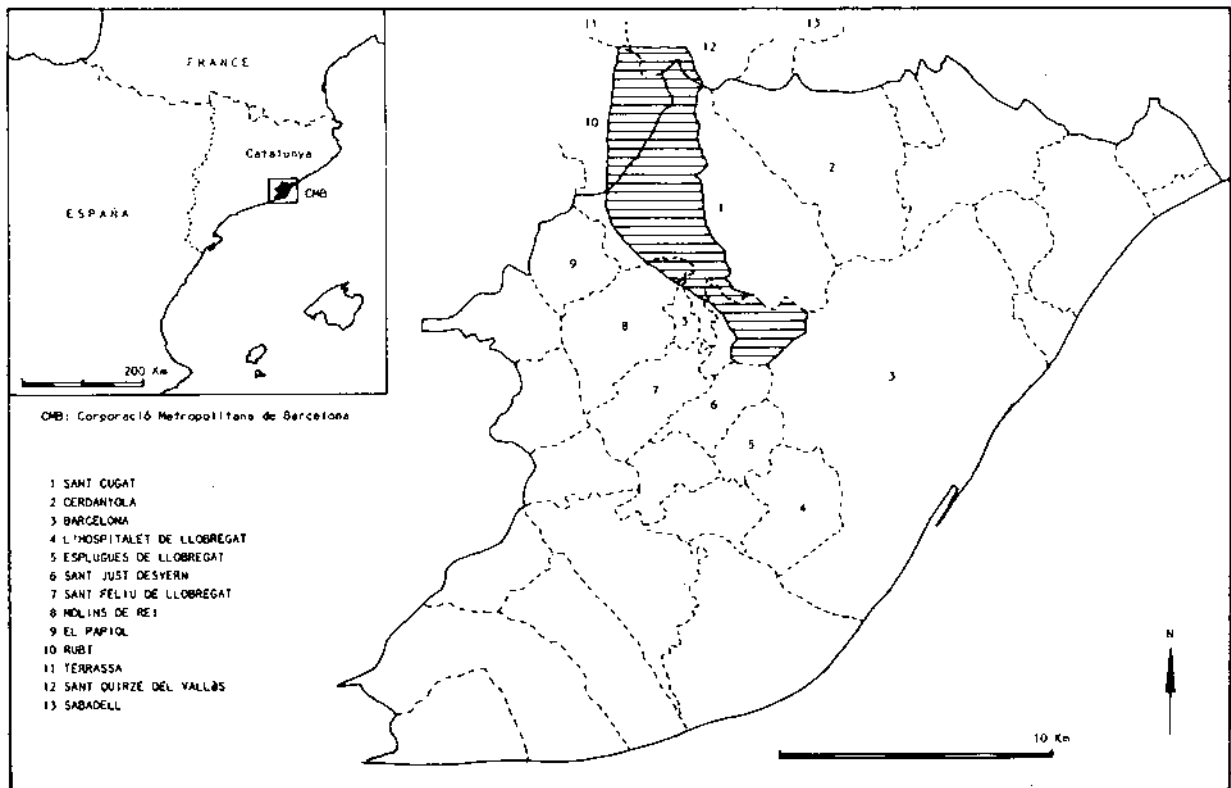 FRANCE
Catalunya
CMB
ESPAÑA
200 Km
CMB: Corporació Metropolitana de Barcelona
1 SANT CUGAT
2 CERDANYOLA
3 BARCELONA
4 L'HOSPITALET DE LLOBREGAT
5 ESPLUGUES DE LLOBREGAT
6 SANT JUST DESVERN
7 SANT FELIU DE LLOBREGAT
8 MOLINS DE REI
9 EL PAPIOL
10 RUBI
11 TERRASSA
12 SANT QUIRZE DEL VALLÈS
13 SABADELL
11
13
12
10
2
1
9
8
3
3
7
6
5
4
N
10 Km